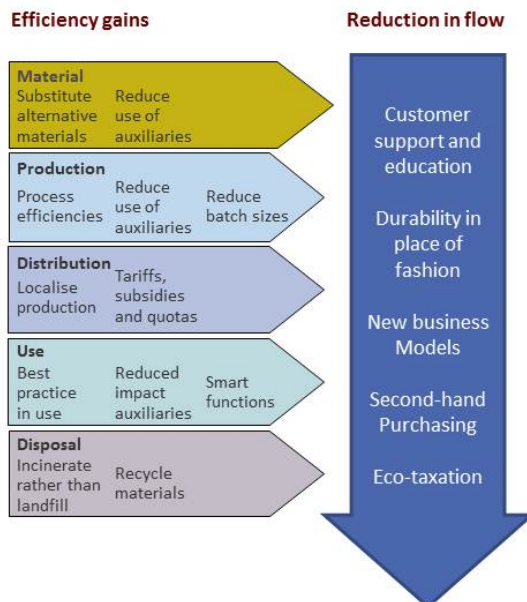 Efficiency gains
Reduction in flow
Material
Substitute
alternative
materials
Reduce
use of
auxiliaries
Production
Process
efficiencies
Reduce
use of
auxiliaries
Reduce
batch sizes
Distribution
Localise
production
Tariffs,
subsidies
and quotas
Use
Best
practice
in use
Reduced
impact
auxiliaries
Smart
functions
Disposal
Incinerate
rather than
landfill
Recycle
materials
Customer
support and
education
Durability in
place of
fashion
New business
Models
Second-hand
Purchasing
Eco-taxation